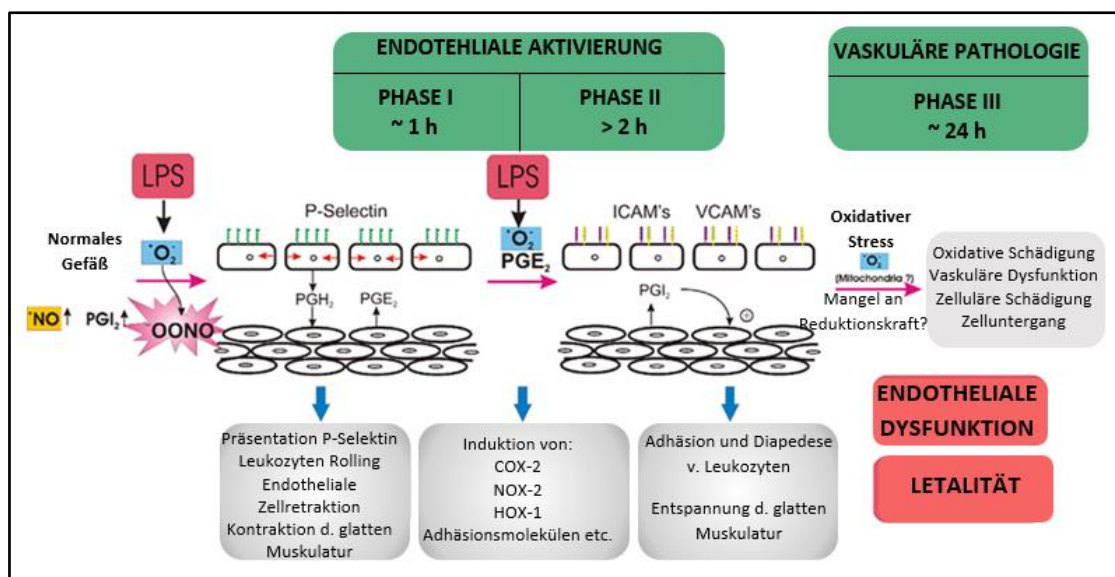 ENDOTEHLIALE AKTIVIERUNG
PHASE I
~ 1 h
PHASE II
> 2 h
VASKULÄRE PATHOLOGIE
PHASE III
~ 24 h
LPS
Normales
Gefäß
•O₂⁻
•NO↑ PGI₂↑
⁻OONO
P-Selectin
PGH₂
PGE₂
LPS
•O₂⁻
PGE₂
ICAM's
VCAM's
PGI₂
+
Oxidativer
Stress
•O₂⁻
(Mitochondria ?)
Mangel an
Reduktionskraft?
Oxidative Schädigung
Vaskuläre Dysfunktion
Zelluläre Schädigung
Zelluntergang
ENDOTHELIALE
DYSFUNKTION
LETALITÄT
Präsentation P-Selektin
Leukozyten Rolling
Endotheliale
Zellretraktion
Kontraktion d. glatten
Muskulatur
Induktion von:
COX-2
NOX-2
HOX-1
Adhäsionsmolekülen etc.
Adhäsion und Diapedese
v. Leukozyten
Entspannung d. glatten
Muskulatur